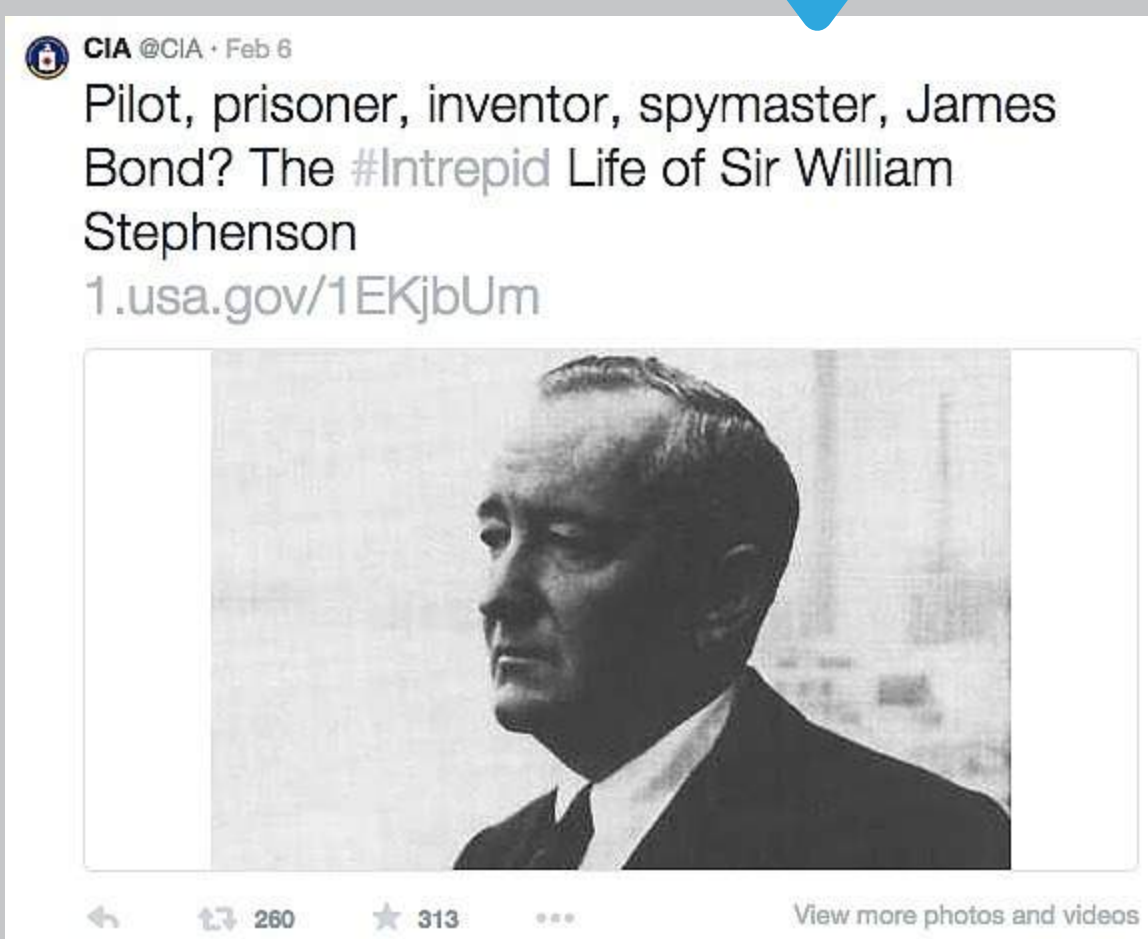 CIA @CIA · Feb 6
Pilot, prisoner, inventor, spymaster, James
Bond? The #Intrepid Life of Sir William
Stephenson
1.usa.gov/1EKjbUm
260 313 View more photos and videos